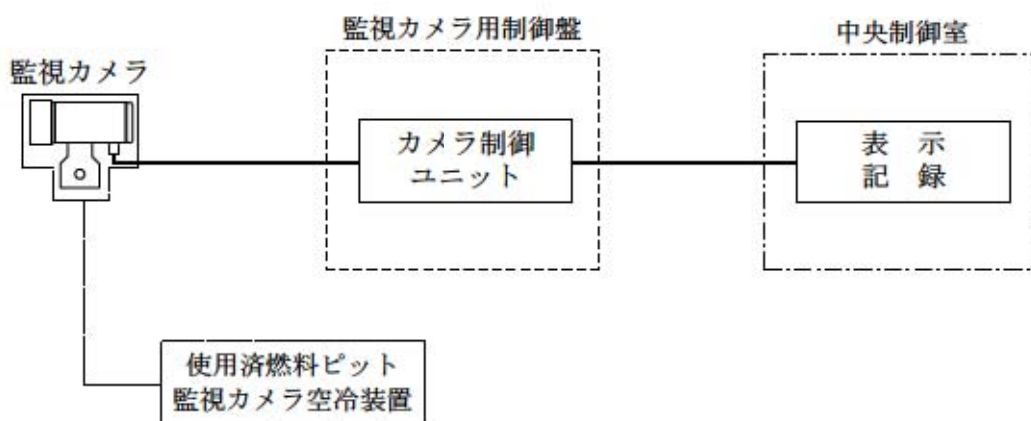 監視カメラ用制御盤
中央制御室
監視カメラ
カメラ制御
ユニット
表 示
記 録
使用済燃料ピット
監視カメラ空冷装置